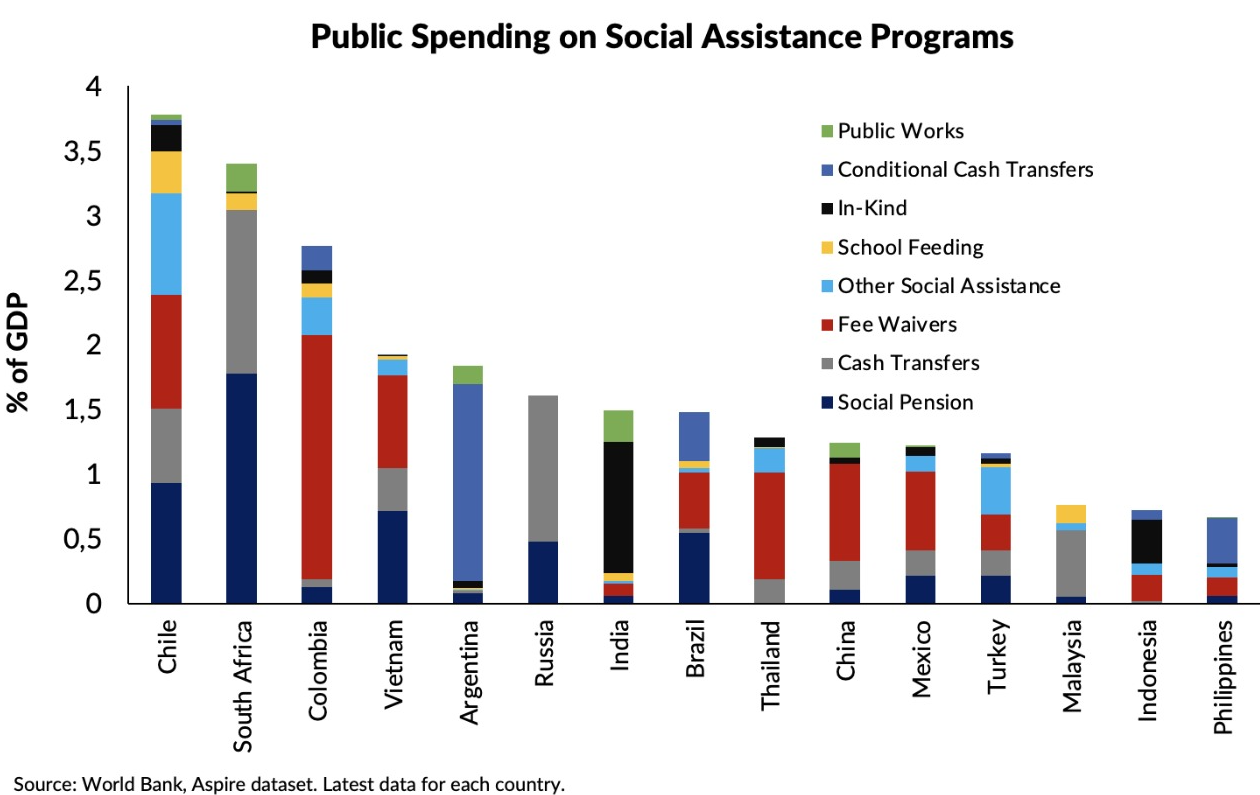 Public Spending on Social Assistance Programs
% of GDP
4
3,5
3
2,5
2
1,5
1
0,5
0
Public Works
Conditional Cash Transfers
In-Kind
School Feeding
Other Social Assistance
Fee Waivers
Cash Transfers
Social Pension
Chile
South Africa
Colombia
Vietnam
Argentina
Russia
India
Brazil
Thailand
China
Mexico
Turkey
Malaysia
Indonesia
Philippines
Source: World Bank, Aspire dataset. Latest data for each country.